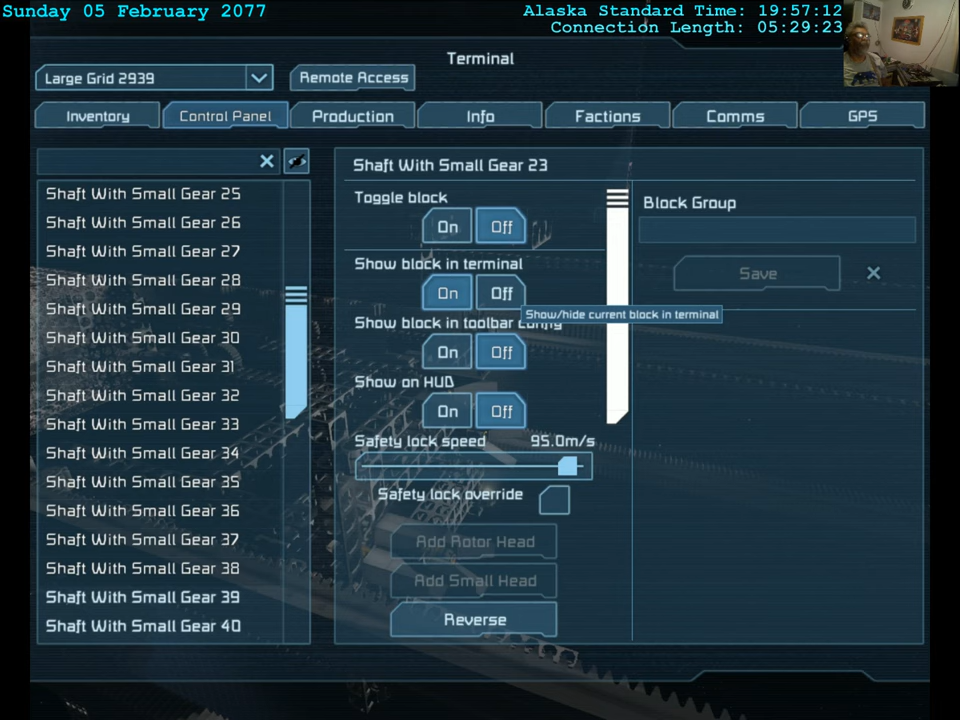 Sunday 05 February 2077
Alaska Standard Time: 19:57:12
Connection Length: 05:29:23
Terminal
Large Grid 2939
Remote Access
Inventory
Control Panel
Production
Info
Factions
Comms
GPS
Shaft With Small Gear 25
Shaft With Small Gear 26
Shaft With Small Gear 27
Shaft With Small Gear 28
Shaft With Small Gear 29
Shaft With Small Gear 30
Shaft With Small Gear 31
Shaft With Small Gear 32
Shaft With Small Gear 33
Shaft With Small Gear 34
Shaft With Small Gear 35
Shaft With Small Gear 36
Shaft With Small Gear 37
Shaft With Small Gear 38
Shaft With Small Gear 39
Shaft With Small Gear 40
Shaft With Small Gear 23
Toggle block
On Off
Show block in terminal
On Off
Show/hide current block in terminal
Show block in toolbar config
On Off
Show on HUD
On Off
Safety lock speed 95.0m/s
Safety lock override
Add Rotor Head
Add Small Head
Reverse
Block Group
Save